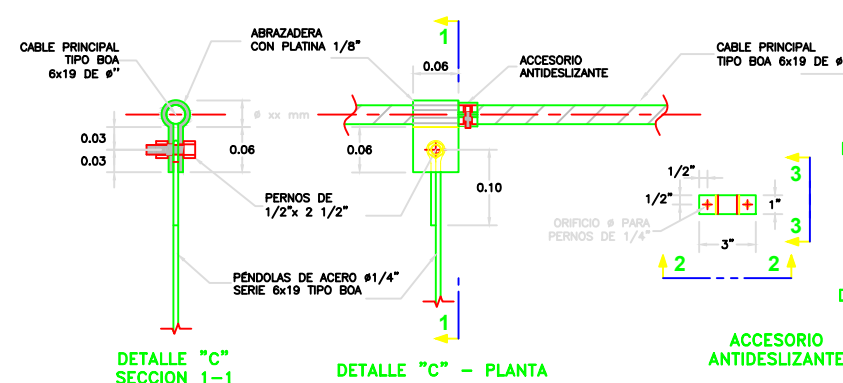 CABLE PRINCIPAL
TIPO BOA
6x19 DE ø"
ABRAZADERA
CON PLATINA 1/8"
ø xx mm
0.03
0.03
0.06
PERNOS DE
1/2"x 2 1/2"
PÉNDOLAS DE ACERO ø1/4"
SERIE 6x19 TIPO BOA
DETALLE "C"
SECCION 1-1
1
0.06
ACCESORIO
ANTIDESLIZANTE
CABLE PRINCIPAL
TIPO BOA 6x19 DE ø
0.06
0.10
1
DETALLE "C" - PLANTA
1/2"
1/2"
1"
ORIFICIO ø PARA
PERNOS DE 1/4"
3"
3
3
2
2
ACCESORIO
ANTIDESLIZANTE